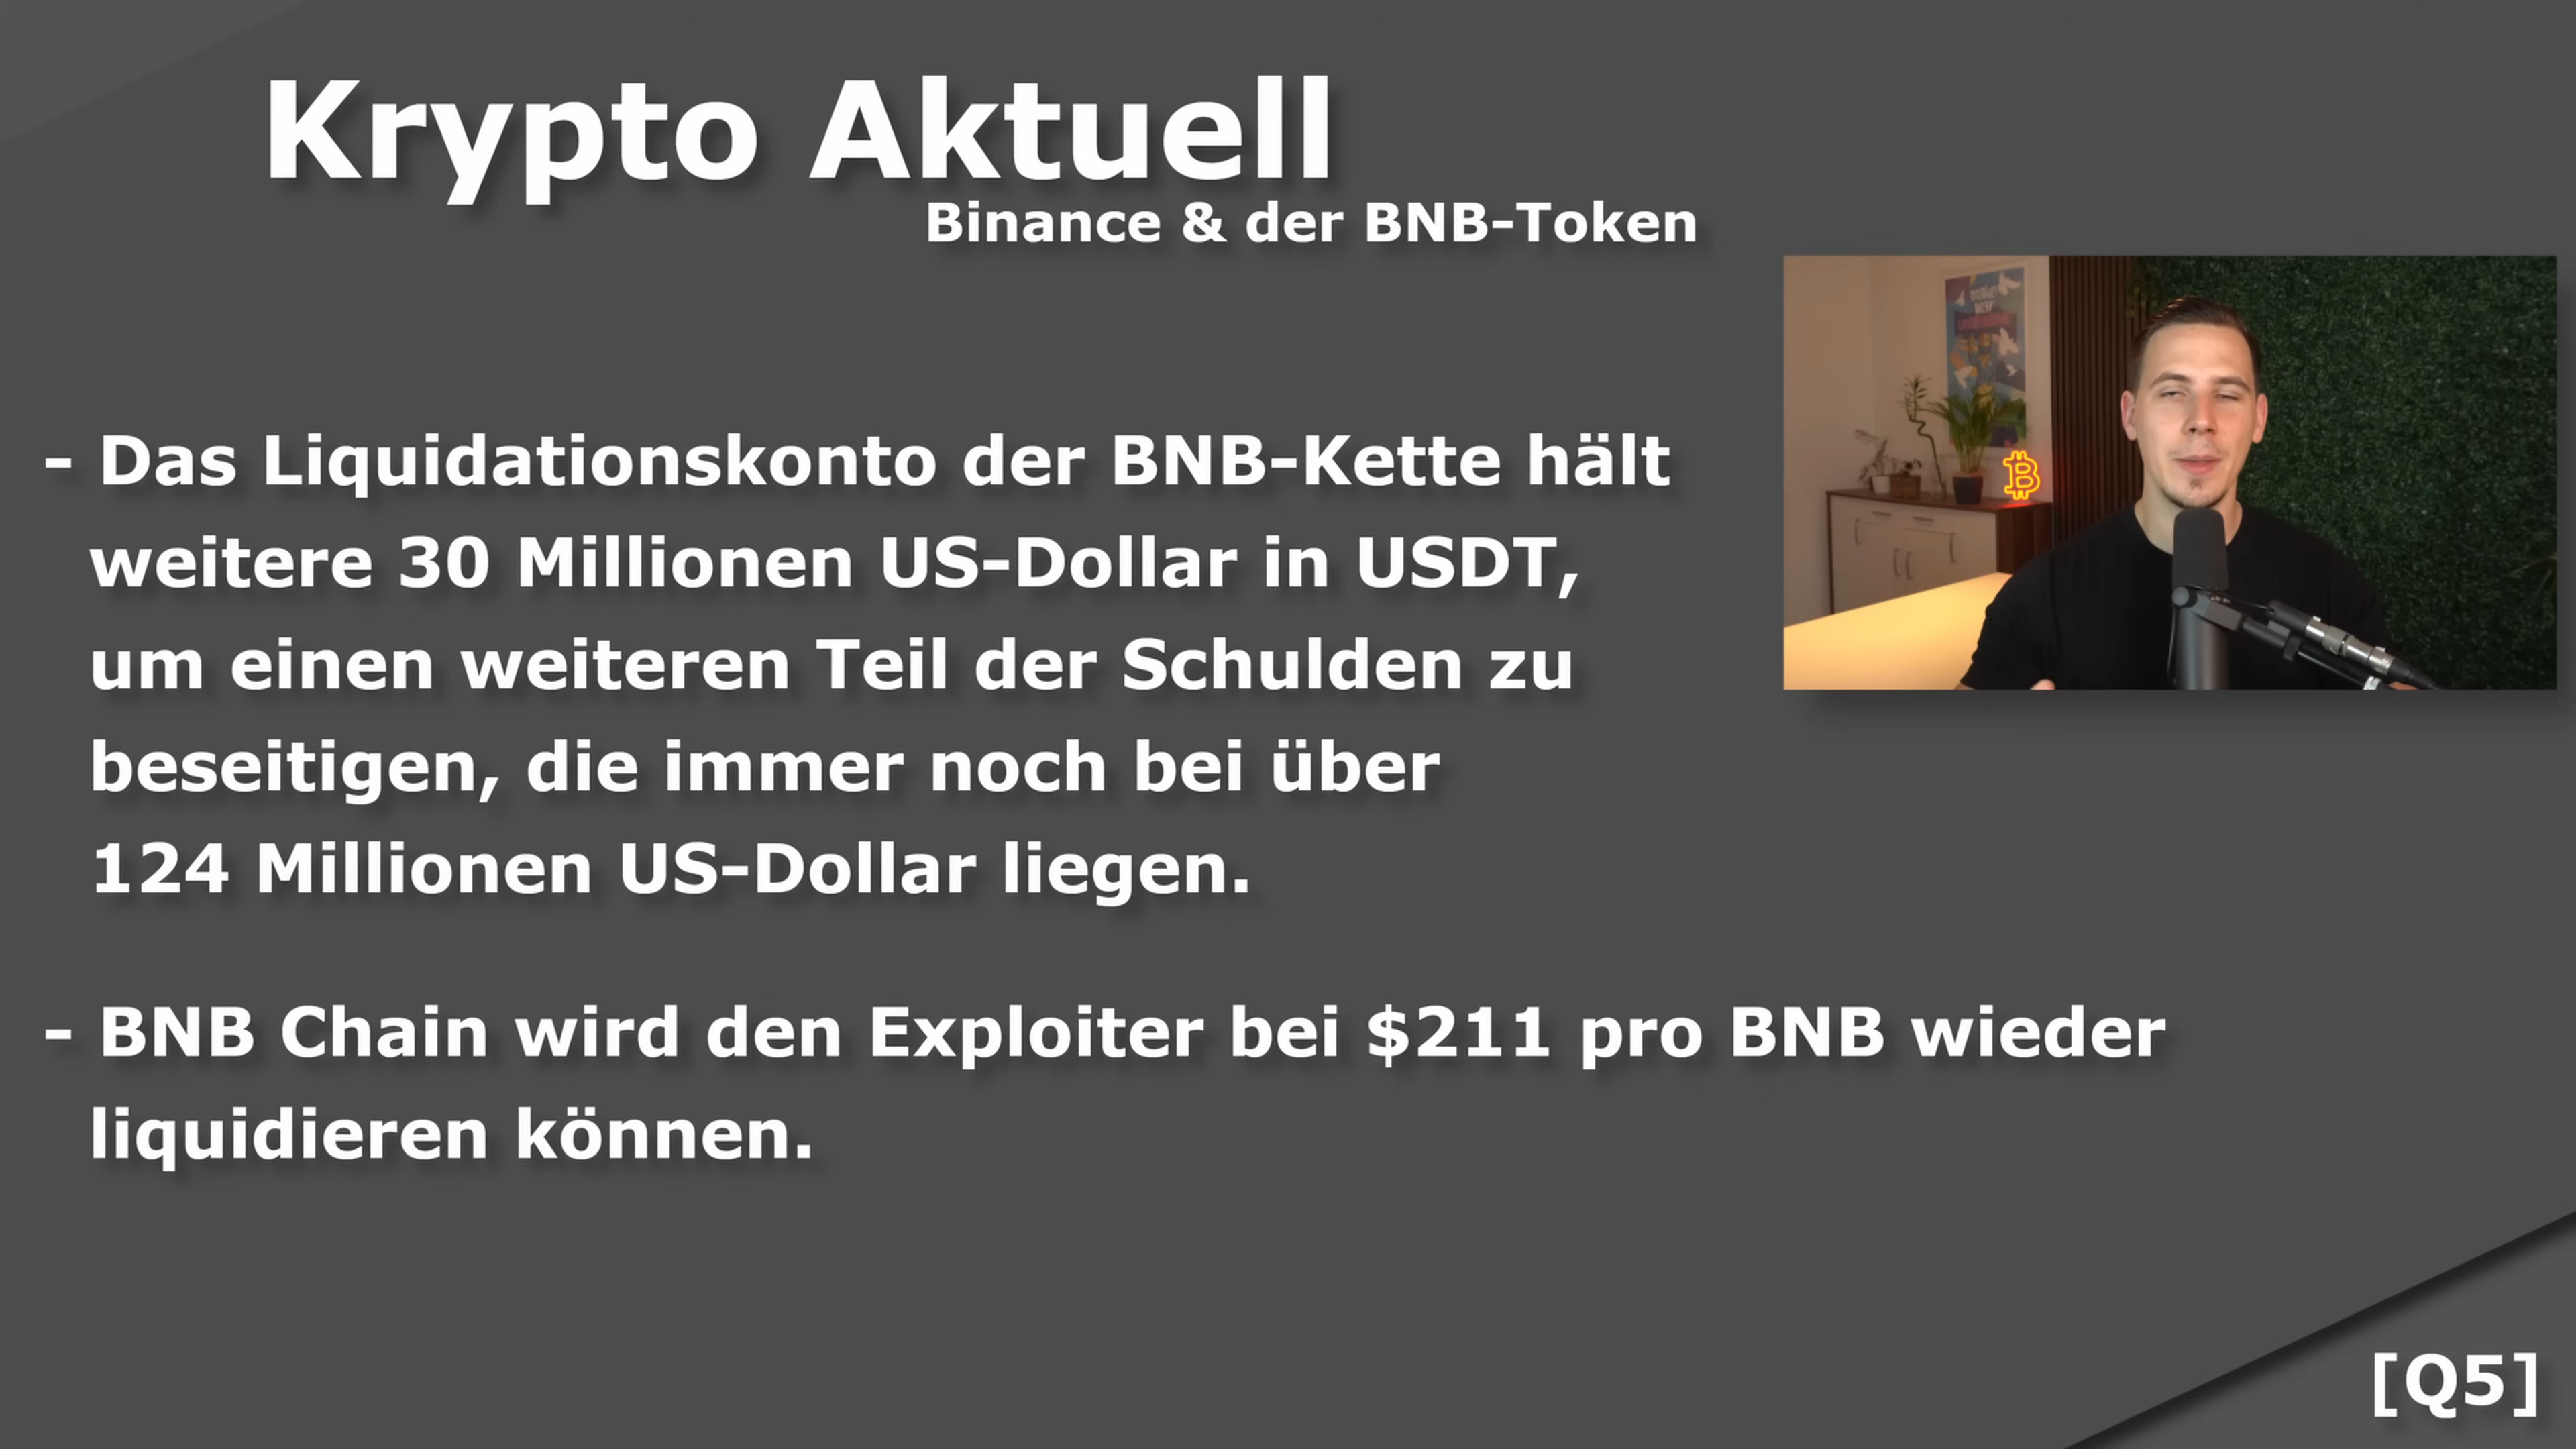 Krypto Aktuell
Binance & der BNB-Token
- Das Liquidationskonto der BNB-Kette hält
weitere 30 Millionen US-Dollar in USDT,
um einen weiteren Teil der Schulden zu
beseitigen, die immer noch bei über
124 Millionen US-Dollar liegen.
- BNB Chain wird den Exploiter bei $211 pro BNB wieder
liquidieren können.
[Q5]